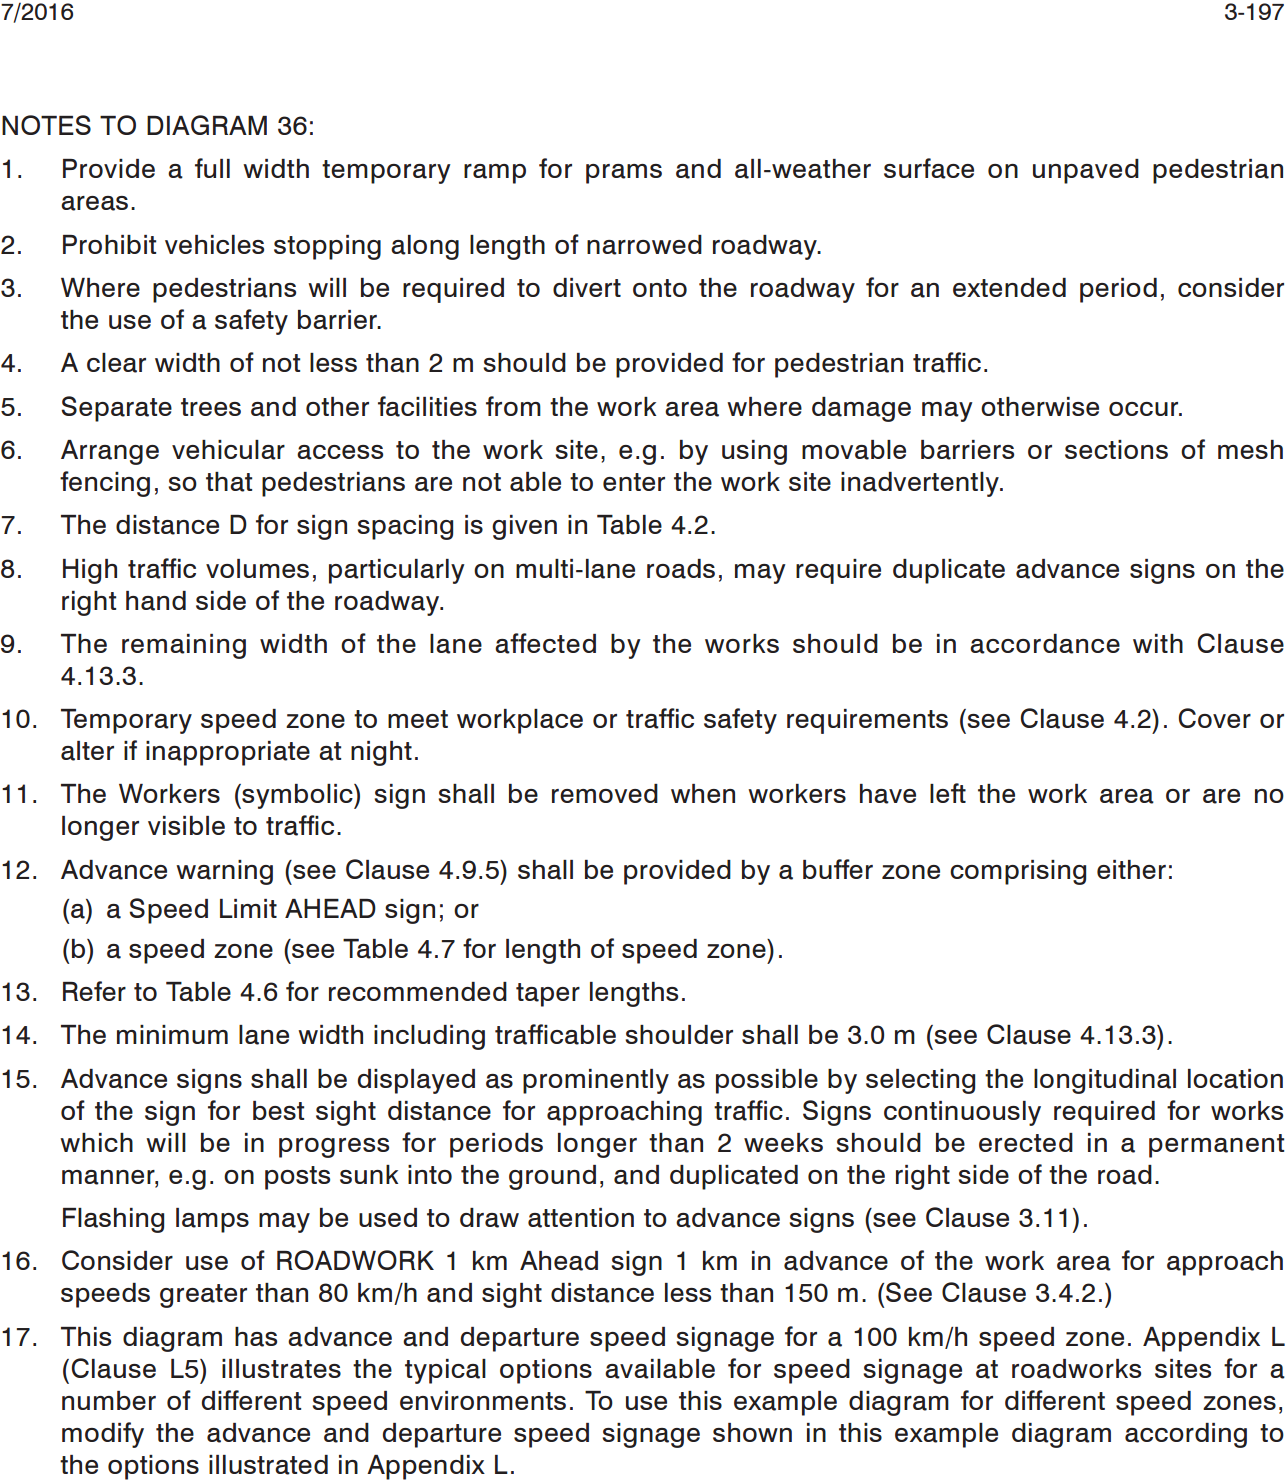 7/2016 3-197
NOTES TO DIAGRAM 36:
1. Provide a full width temporary ramp for prams and all-weather surface on unpaved pedestrian
areas.
2. Prohibit vehicles stopping along length of narrowed roadway.
3. Where pedestrians will be required to divert onto the roadway for an extended period, consider
the use of a safety barrier.
4. A clear width of not less than 2 m should be provided for pedestrian traffic.
5. Separate trees and other facilities from the work area where damage may otherwise occur.
6. Arrange vehicular access to the work site, e.g. by using movable barriers or sections of mesh
fencing, so that pedestrians are not able to enter the work site inadvertently.
7. The distance D for sign spacing is given in Table 4.2.
8. High traffic volumes, particularly on multi-lane roads, may require duplicate advance signs on the
right hand side of the roadway.
9. The remaining width of the lane affected by the works should be in accordance with Clause
4.13.3.
10. Temporary speed zone to meet workplace or traffic safety requirements (see Clause 4.2). Cover or
alter if inappropriate at night.
11. The Workers (symbolic) sign shall be removed when workers have left the work area or are no
longer visible to traffic.
12. Advance warning (see Clause 4.9.5) shall be provided by a buffer zone comprising either:
(a) a Speed Limit AHEAD sign; or
(b) a speed zone (see Table 4.7 for length of speed zone).
13. Refer to Table 4.6 for recommended taper lengths.
14. The minimum lane width including trafficable shoulder shall be 3.0 m (see Clause 4.13.3).
15. Advance signs shall be displayed as prominently as possible by selecting the longitudinal location
of the sign for best sight distance for approaching traffic. Signs continuously required for works
which will be in progress for periods longer than 2 weeks should be erected in a permanent
manner, e.g. on posts sunk into the ground, and duplicated on the right side of the road.
Flashing lamps may be used to draw attention to advance signs (see Clause 3.11).
16. Consider use of ROADWORK 1 km Ahead sign 1 km in advance of the work area for approach
speeds greater than 80 km/h and sight distance less than 150 m. (See Clause 3.4.2.)
17. This diagram has advance and departure speed signage for a 100 km/h speed zone. Appendix L
(Clause L5) illustrates the typical options available for speed signage at roadworks sites for a
number of different speed environments. To use this example diagram for different speed zones,
modify the advance and departure speed signage shown in this example diagram according to
the options illustrated in Appendix L.